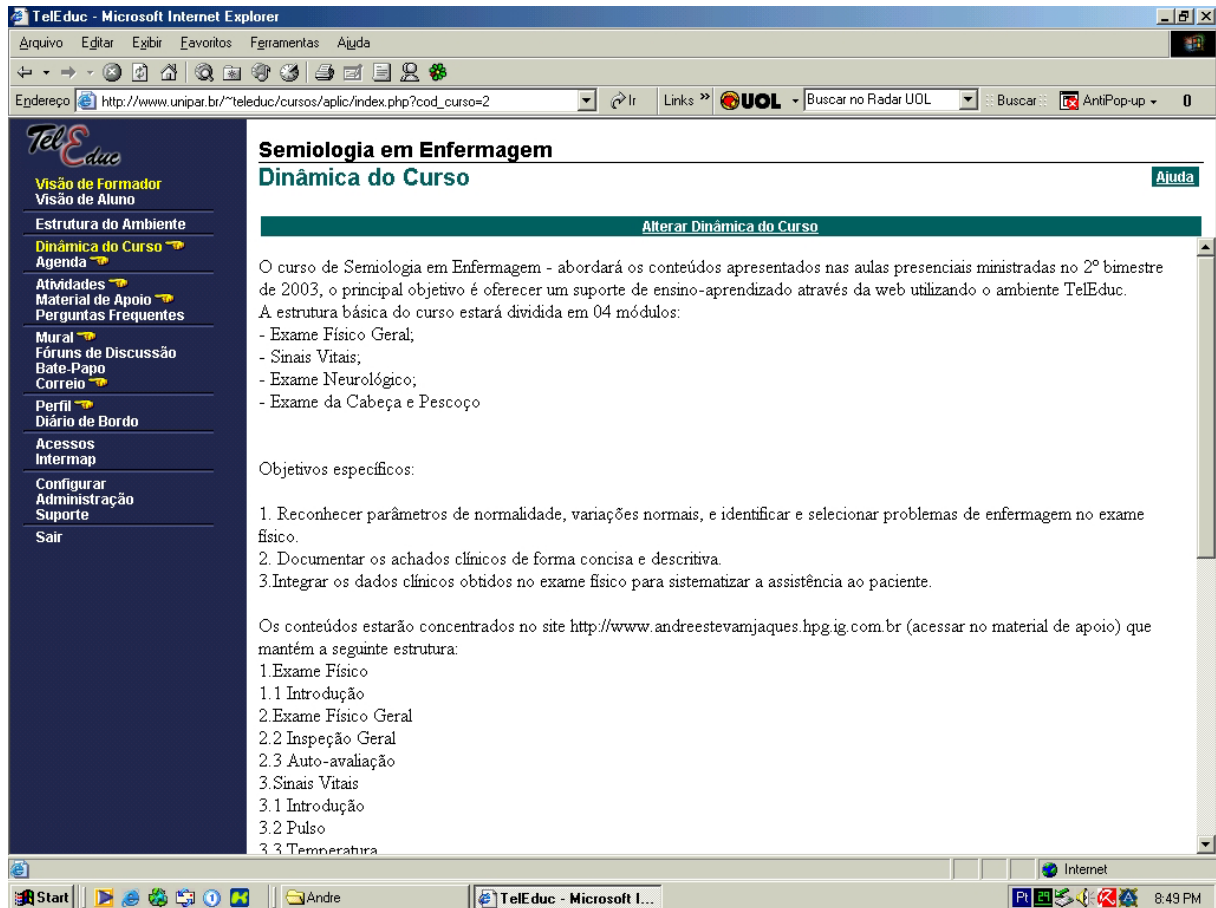 TelEduc - Microsoft Internet Explorer
Arquivo Editar Exibir Favoritos Ferramentas Ajuda
Endereço http://www.unipar.br/~teleduc/cursos/aplic/index.php?cod_curso=2 Ir Links » UOL Buscar no Radar UOL Buscar AntiPop-up 0
TelEduc
Visão de Formador
Visão de Aluno
Estrutura do Ambiente
Dinâmica do Curso
Agenda
Atividades
Material de Apoio
Perguntas Frequentes
Mural
Fóruns de Discussão
Bate-Papo
Correio
Perfil
Diário de Bordo
Acessos
Intermap
Configurar
Administração
Suporte
Sair
Semiologia em Enfermagem
Dinâmica do Curso
Ajuda
Alterar Dinâmica do Curso
O curso de Semiologia em Enfermagem - abordará os conteúdos apresentados nas aulas presenciais ministradas no 2º bimestre
de 2003, o principal objetivo é oferecer um suporte de ensino-aprendizado através da web utilizando o ambiente TelEduc.
A estrutura básica do curso estará dividida em 04 módulos:
- Exame Físico Geral;
- Sinais Vitais;
- Exame Neurológico;
- Exame da Cabeça e Pescoço
Objetivos específicos:
1. Reconhecer parâmetros de normalidade, variações normais, e identificar e selecionar problemas de enfermagem no exame
físico.
2. Documentar os achados clínicos de forma concisa e descritiva.
3.Integrar os dados clínicos obtidos no exame físico para sistematizar a assistência ao paciente.
Os conteúdos estarão concentrados no site http://www.andreestevamjaques.hpg.ig.com.br (acessar no material de apoio) que
mantém a seguinte estrutura:
1.Exame Físico
1.1 Introdução
2.Exame Físico Geral
2.2 Inspeção Geral
2.3 Auto-avaliação
3.Sinais Vitais
3.1 Introdução
3.2 Pulso
3.3 Temperatura
Internet
Start Andre TelEduc - Microsoft I... Pt 29 8:49 PM